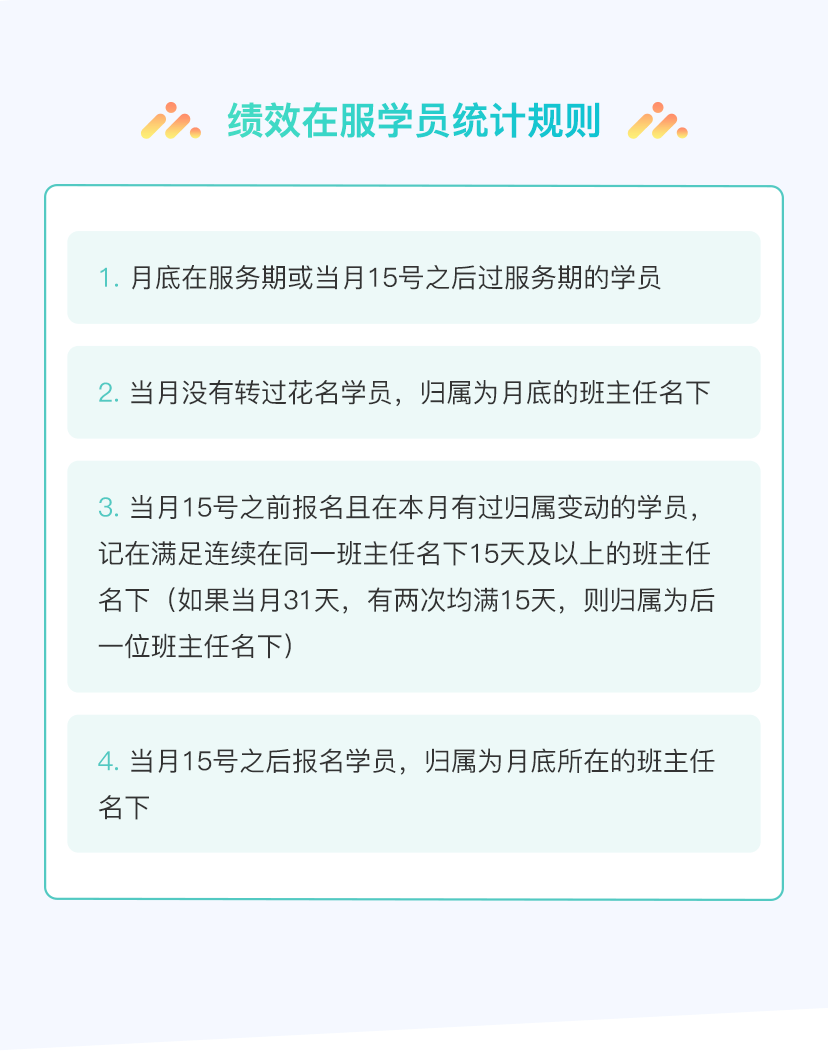 绩效在服学员统计规则
1. 月底在服务期或当月15号之后过服务期的学员
2. 当月没有转过花名学员，归属为月底的班主任名下
3. 当月15号之前报名且在本月有过归属变动的学员，
记在满足连续在同一班主任名下15天及以上的班主任
名下（如果当月31天，有两次均满15天，则归属为后
一位班主任名下）
4. 当月15号之后报名学员，归属为月底所在的班主任
名下